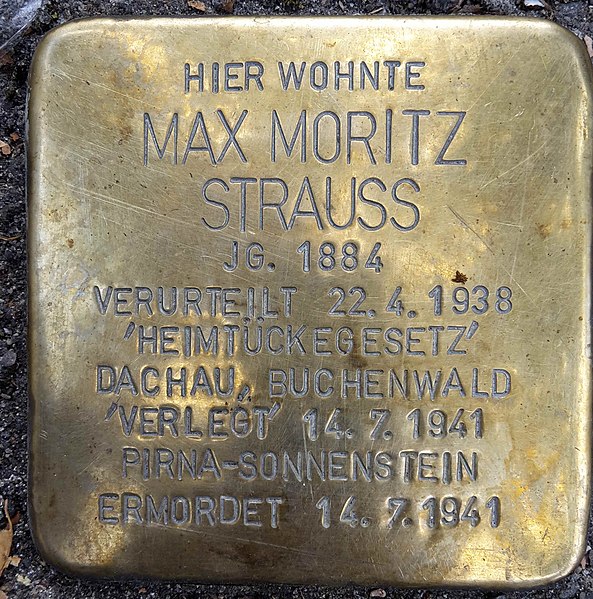 HIER WOHNTE
MAX MORITZ
STRAUSS
JG. 1884
VERURTEILT 22.4.1938
'HEIMTÜCKEGESETZ'
DACHAU, BUCHENWALD
'VERLEGT' 14.7.1941
PIRNA-SONNENSTEIN
ERMORDET 14.7.1941